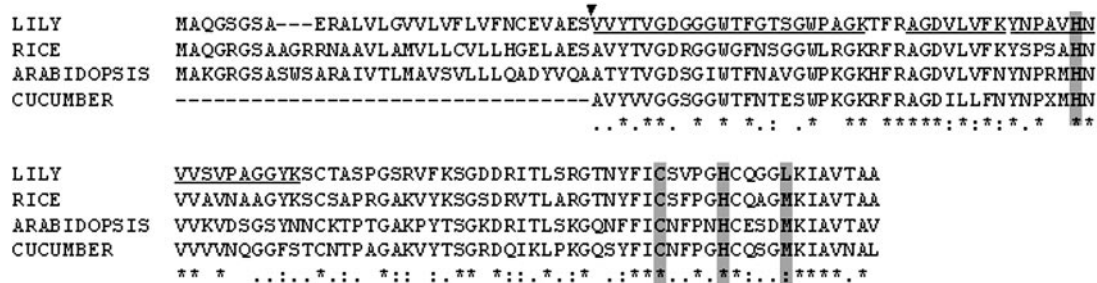 LILY MAQGSGSA---ERALVLGVVLVFLVFNCEVAESVVYTVGDGGGWTFGTSGWPAGKTFRAGDVLVFKYNPAVHN
RICE MAQGRGSAAGRRNAAVLAMVLLCVLLHGELAESAVYTVGDRGGWGFNSGGWLRGKRFRAGDVLVFKYSPSAHN
ARABIDOPSIS MAKGRGSASWSARAIVTLMAVSVLLLQADYVQAATYTVGDSGIWTFNAVGWPKGKHFRAGDVLVFNYNPRMHN
CUCUMBER ---------------------------------AVYVVGGSGGWTFNTESWPKGKRFRAGDILLFNYNPXMHN
..*.**. * * *.:.* ** *****:*:*:*.* **
LILY VVSVPAGGYKSCTASPGSRVFKSGDDRITLSRGTNYFICSVPGHCQGGLKIAVTAA
RICE VVAVNAAGYKSCSAPRGAKVYKSGSDRVTLARGTNYFICSFPGHCQAGMKIAVTAA
ARABIDOPSIS VVKVDSGSYNNCKTPTGAKPYTSGKDRITLSKGQNFFICNFPNHCESDMKIAVTAV
CUCUMBER VVVVNQGGFSTCNTPAGAKVYTSGRDQIKLPKGQSYFICNFPGHCQSGMKIAVNAL
** * ..:..*.:. *:: :.** *::.*.:* .:***..*.**:..:****.*